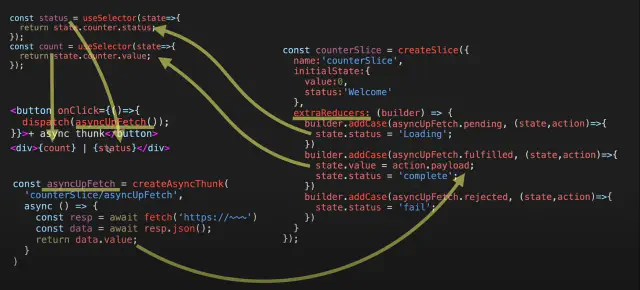 const status = useSelector(state=>{
  return state.counter.status;
});
const count = useSelector(state=>{
  return state.counter.value;
});
<button onClick={()=>{
  dispatch(asyncUpFetch());
}}>+ async thunk</button>
<div>{count} | {status}</div>
const asyncUpFetch = createAsyncThunk(
  'counterSlice/asyncUpFetch',
  async () => {
    const resp = await fetch('https://~~~')
    const data = await resp.json();
    return data.value;
  }
)
const counterSlice = createSlice({
  name:'counterSlice',
  initialState:{
    value:0,
    status:'Welcome'
  },
  extraReducers: (builder) => {
    builder.addCase(asyncUpFetch.pending, (state,action)=>{
      state.status = 'Loading';
    })
    builder.addCase(asyncUpFetch.fulfilled, (state,action)=>{
      state.value = action.payload;
      state.status = 'complete';
    })
    builder.addCase(asyncUpFetch.rejected, (state,action)=>{
      state.status = 'fail';
    })
  }
});